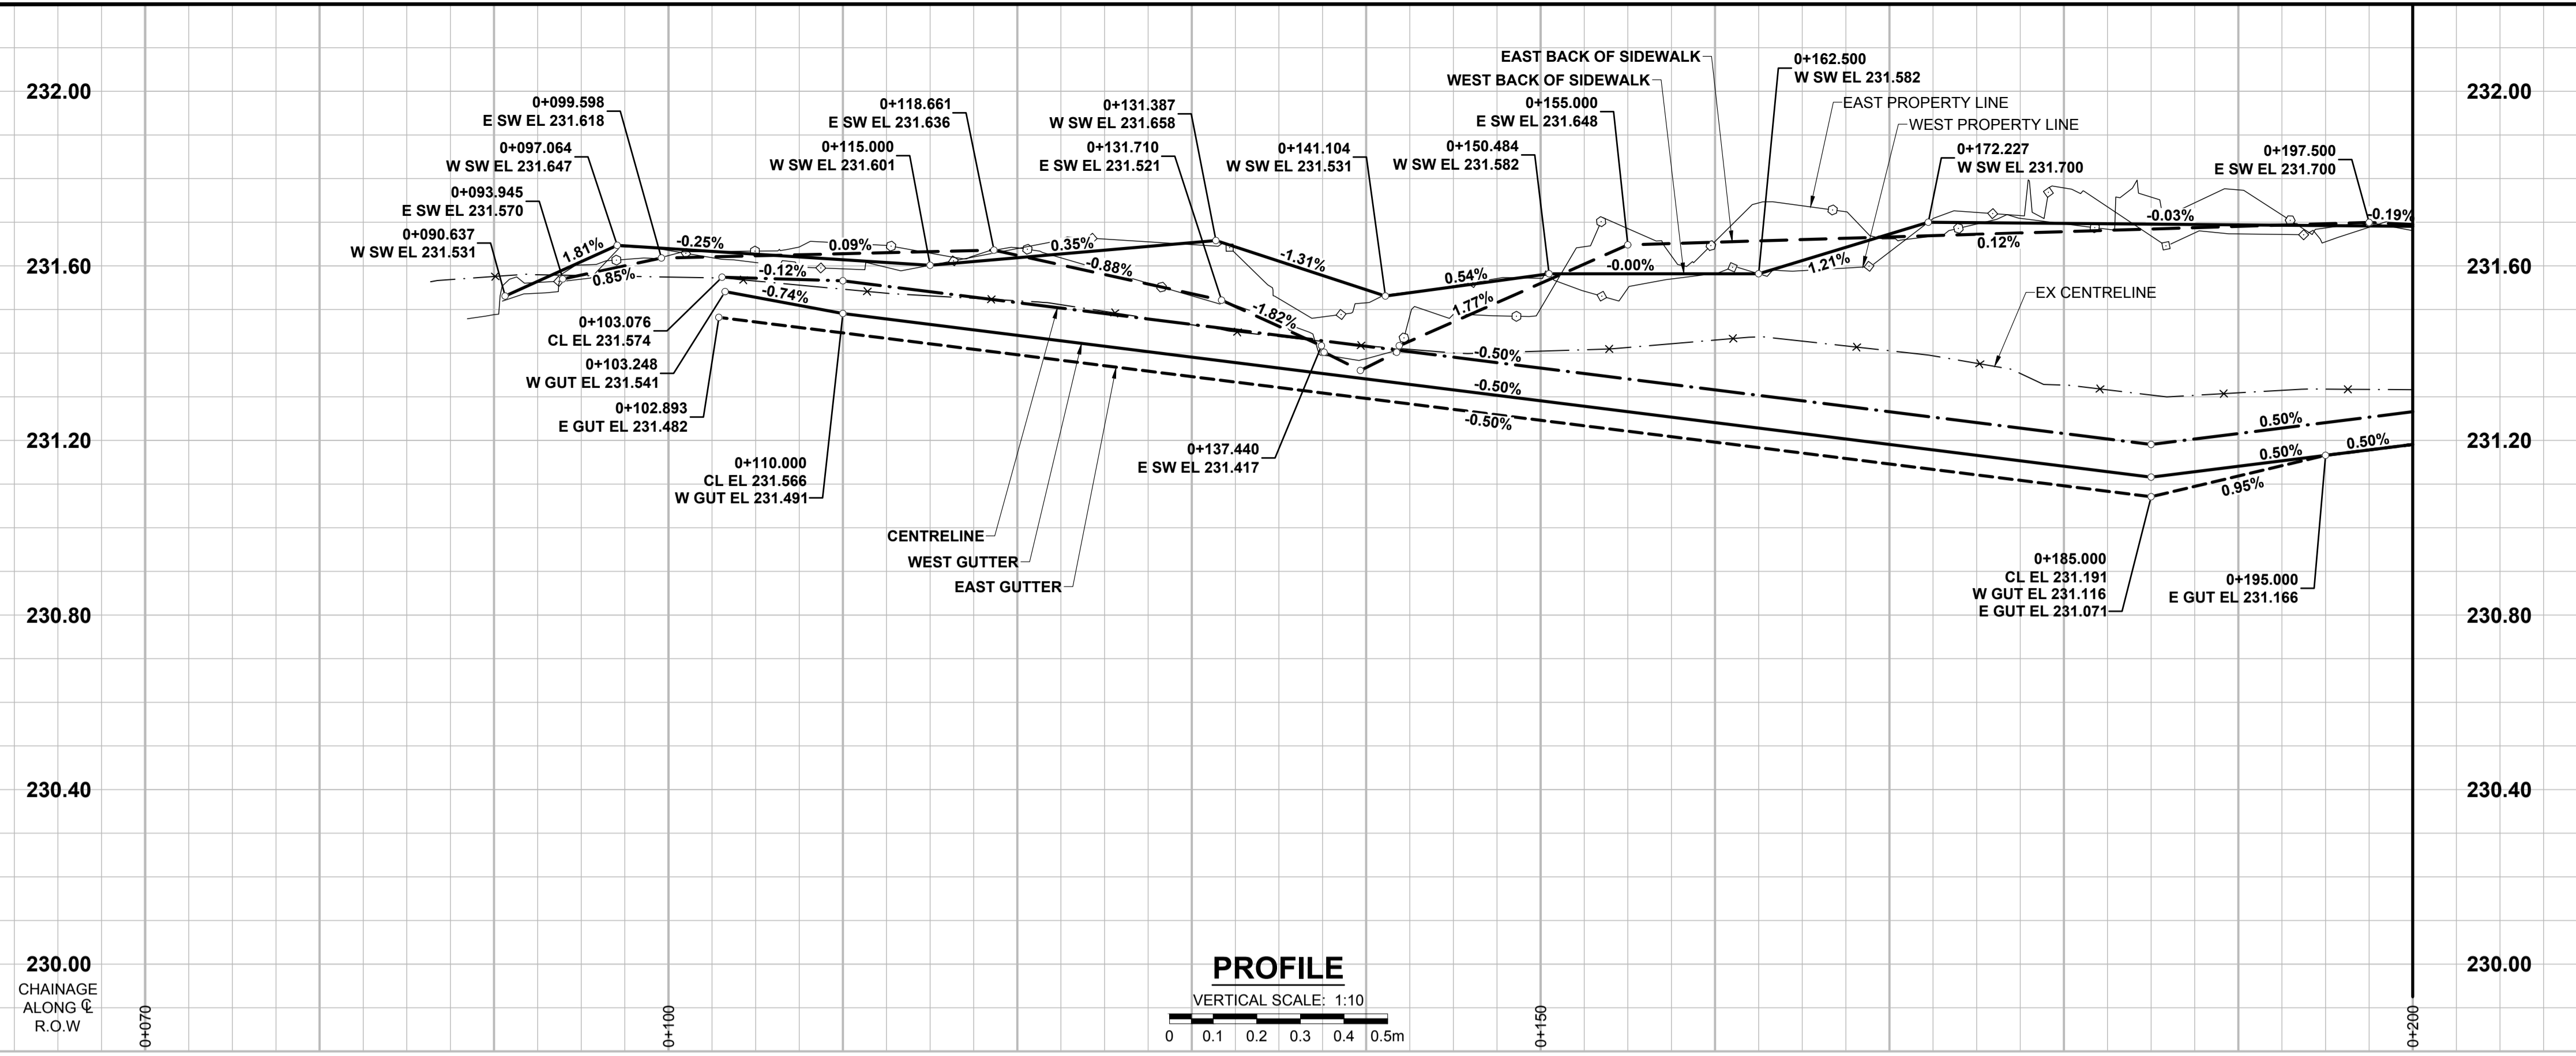 EAST BACK OF SIDEWALK
WEST BACK OF SIDEWALK
0+162.500
W SW EL 231.582
232.00
232.00
0+099.598
E SW EL 231.618
0+118.661
E SW EL 231.636
0+131.387
W SW EL 231.658
0+155.000
E SW EL 231.648
EAST PROPERTY LINE
WEST PROPERTY LINE
0+097.064
W SW EL 231.647
0+115.000
W SW EL 231.601
0+131.710
E SW EL 231.521
0+141.104
W SW EL 231.531
0+150.484
W SW EL 231.582
0+172.227
W SW EL 231.700
0+197.500
E SW EL 231.700
0+093.945
E SW EL 231.570
0+090.637
W SW EL 231.531
1.81%
-0.25%
0.09%
0.35%
-0.88%
-1.31%
0.54%
-0.00%
1.21%
0.12%
-0.03%
-0.19%
231.60
231.60
0.85%
-0.12%
-0.74%
-1.82%
1.77%
EX CENTRELINE
0+103.076
CL EL 231.574
0+103.248
W GUT EL 231.541
0+102.893
E GUT EL 231.482
-0.50%
-0.50%
-0.50%
0.50%
0.50%
0.50%
0.95%
231.20
231.20
0+137.440
E SW EL 231.417
0+110.000
CL EL 231.566
W GUT EL 231.491
CENTRELINE
WEST GUTTER
EAST GUTTER
0+185.000
CL EL 231.191
W GUT EL 231.116
E GUT EL 231.071
0+195.000
E GUT EL 231.166
230.80
230.80
230.40
230.40
230.00
230.00
CHAINAGE
ALONG ℄
R.O.W
0+070
0+100
0+150
0+200
PROFILE
VERTICAL SCALE: 1:10
0 0.1 0.2 0.3 0.4 0.5m